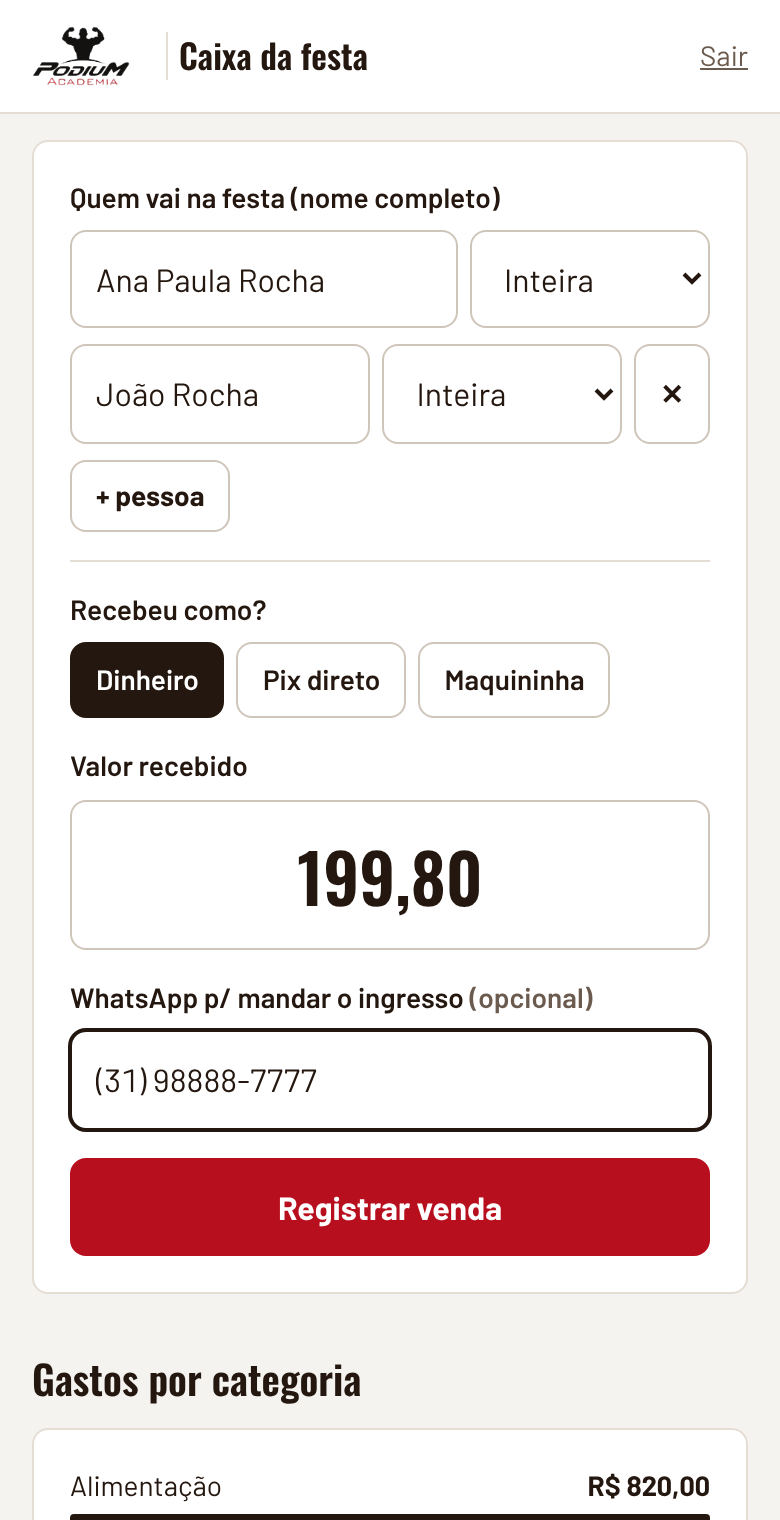 PODIUM
ACADEMIA
Caixa da festa
Sair
Quem vai na festa (nome completo)
Ana Paula Rocha
Inteira
João Rocha
Inteira
✕
+ pessoa
Recebeu como?
Dinheiro
Pix direto
Maquininha
Valor recebido
199,80
WhatsApp p/ mandar o ingresso (opcional)
(31) 98888-7777
Registrar venda
Gastos por categoria
Alimentação
R$ 820,00